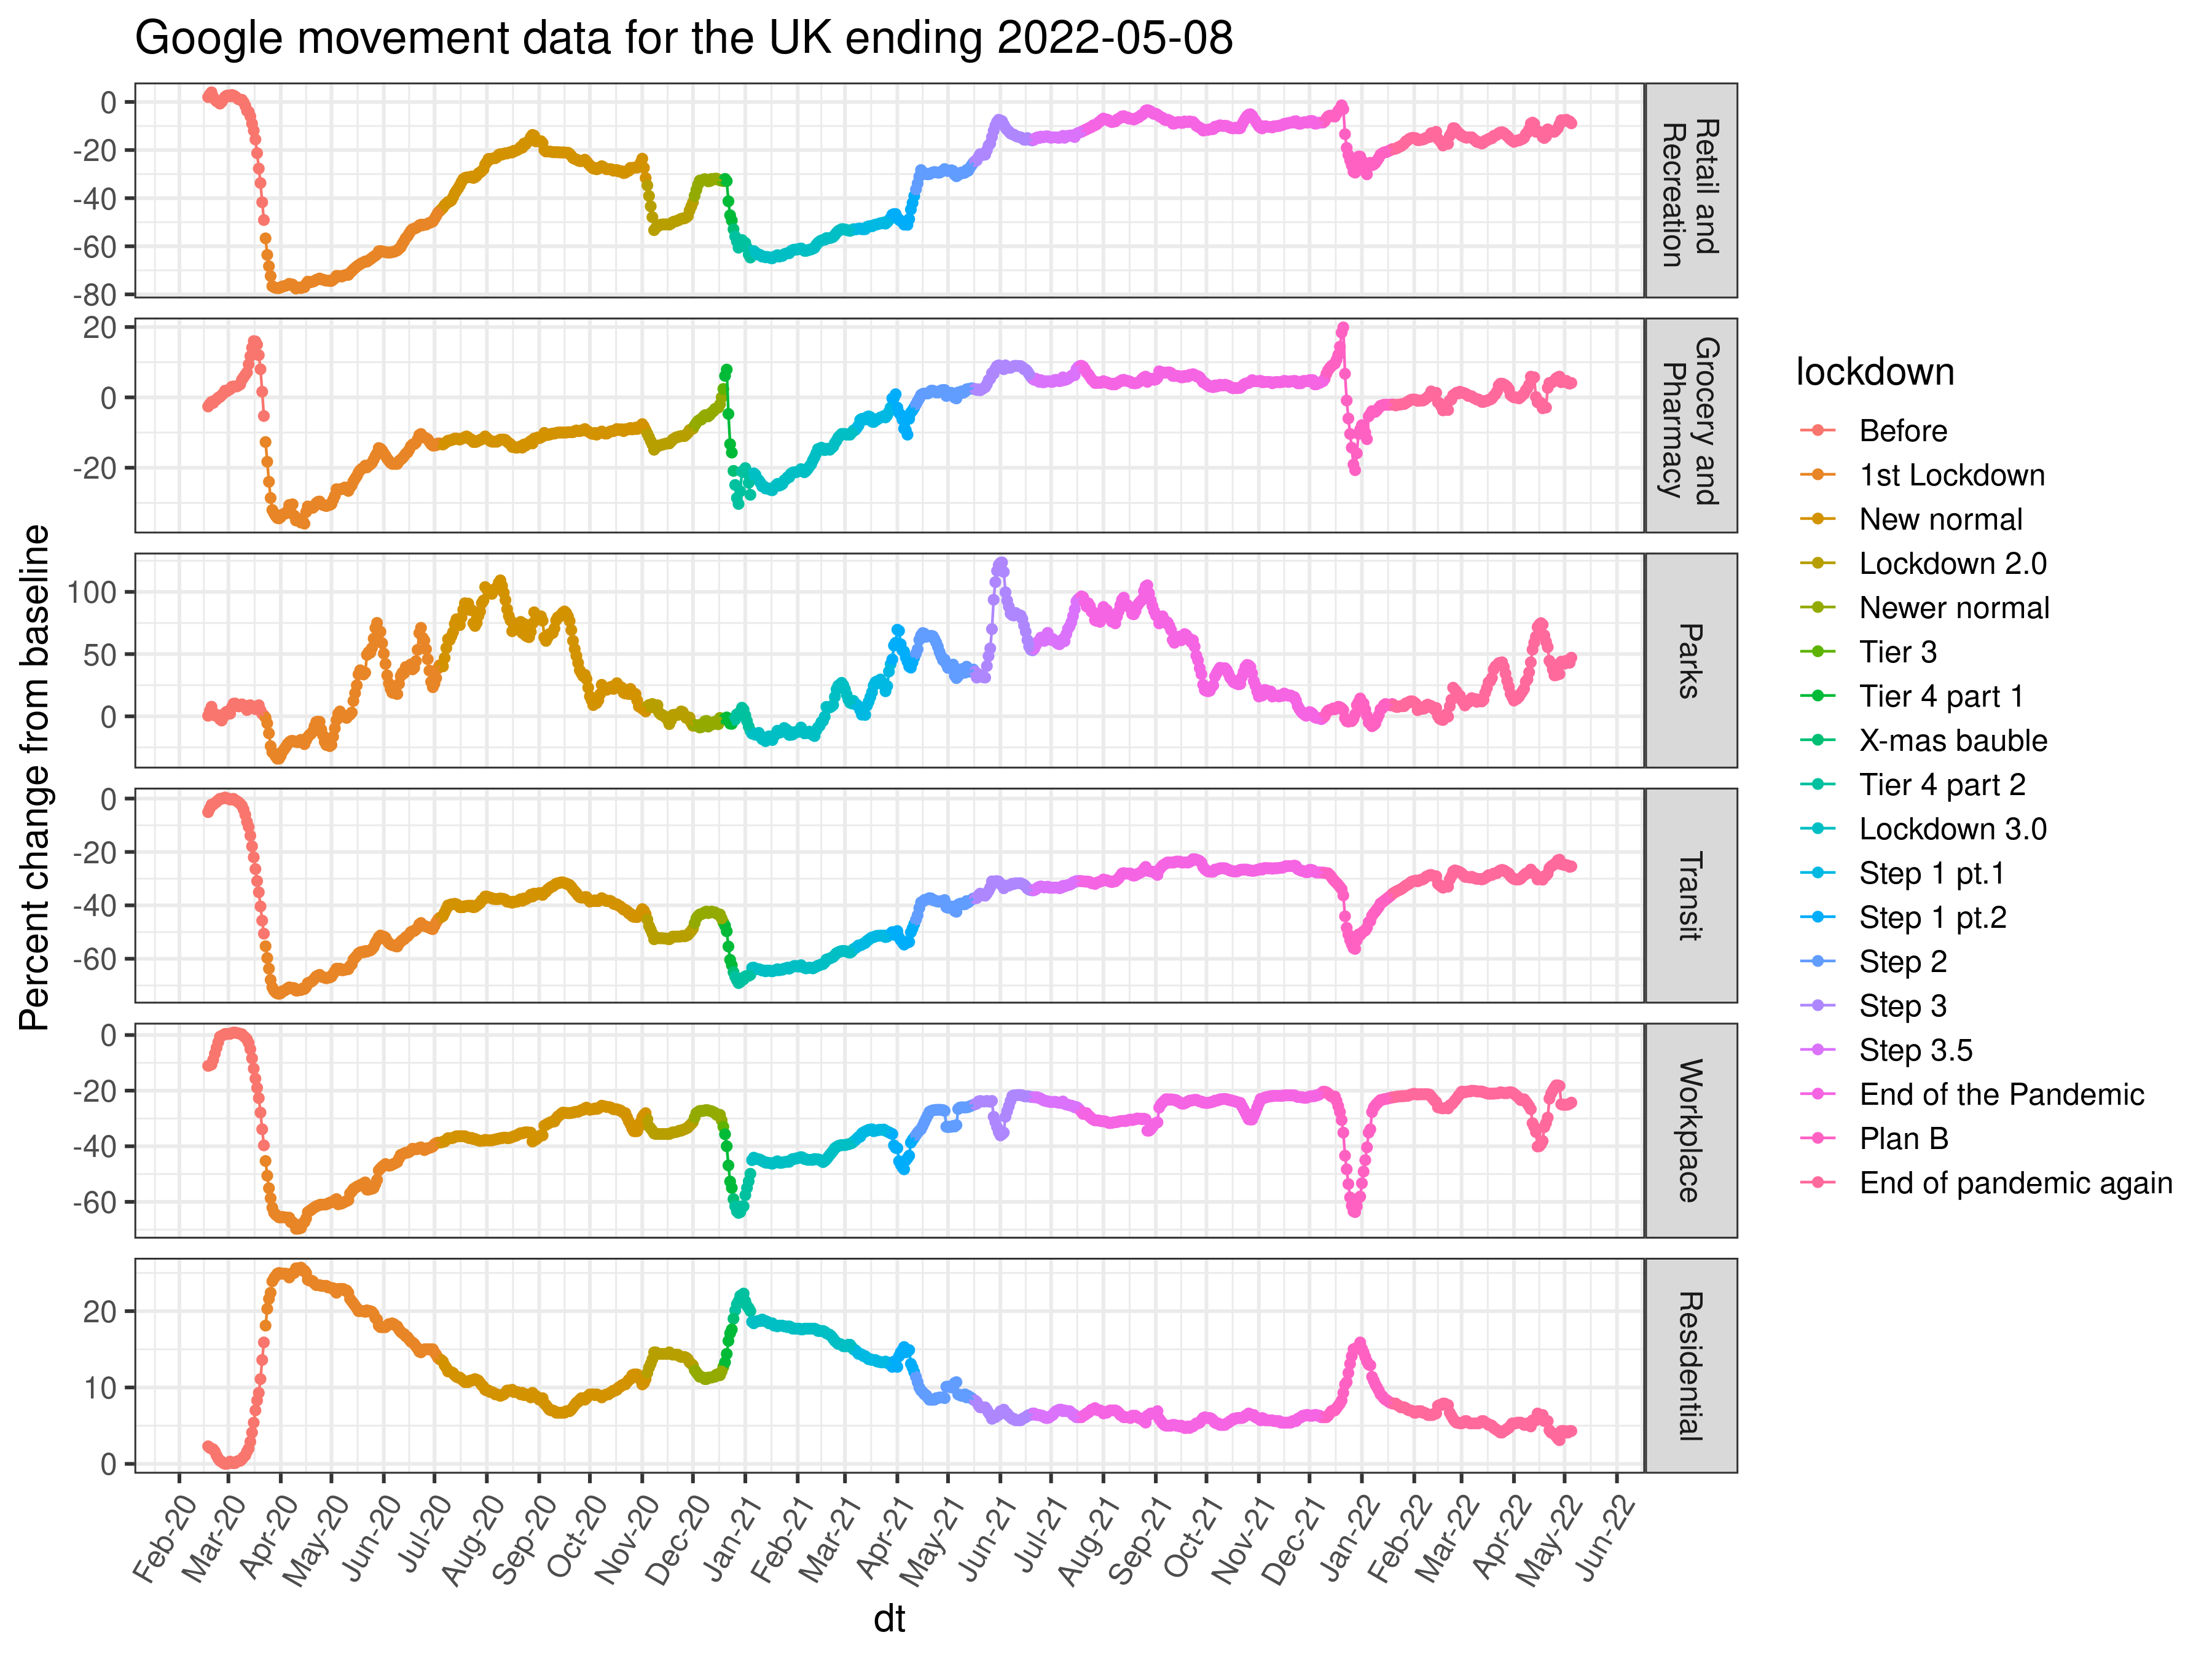 Google movement data for the UK ending 2022-05-08
Percent change from baseline
0
-20
-40
-60
-80
Retail and
Recreation
20
0
-20
Grocery and
Pharmacy
100
50
0
Parks
0
-20
-40
-60
Transit
0
-20
-40
-60
Workplace
20
10
0
Residential
Feb-20
Mar-20
Apr-20
May-20
Jun-20
Jul-20
Aug-20
Sep-20
Oct-20
Nov-20
Dec-20
Jan-21
Feb-21
Mar-21
Apr-21
May-21
Jun-21
Jul-21
Aug-21
Sep-21
Oct-21
Nov-21
Dec-21
Jan-22
Feb-22
Mar-22
Apr-22
May-22
Jun-22
dt
lockdown
Before
1st Lockdown
New normal
Lockdown 2.0
Newer normal
Tier 3
Tier 4 part 1
X-mas bauble
Tier 4 part 2
Lockdown 3.0
Step 1 pt.1
Step 1 pt.2
Step 2
Step 3
Step 3.5
End of the Pandemic
Plan B
End of pandemic again